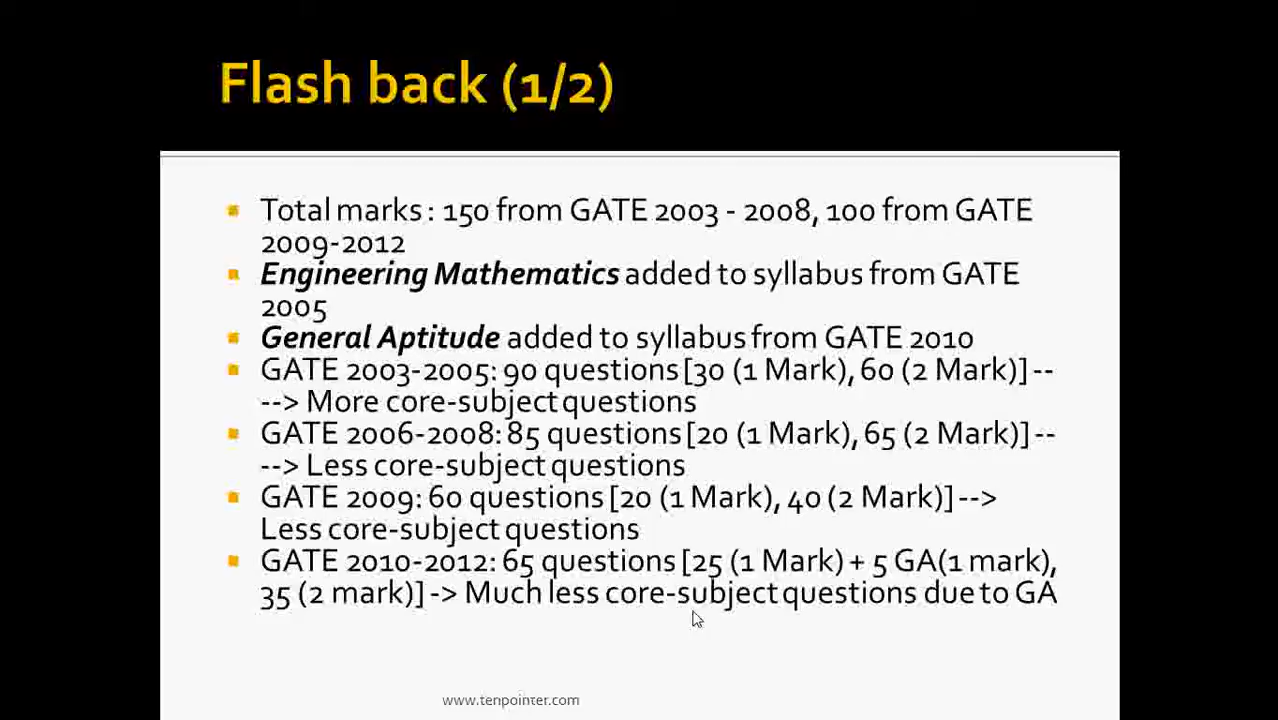 Flash back (1/2)
Total marks : 150 from GATE 2003 - 2008, 100 from GATE
2009-2012
Engineering Mathematics added to syllabus from GATE
2005
General Aptitude added to syllabus from GATE 2010
GATE 2003-2005: 90 questions [30 (1 Mark), 60 (2 Mark)] --
--> More core-subject questions
GATE 2006-2008: 85 questions [20 (1 Mark), 65 (2 Mark)] --
--> Less core-subject questions
GATE 2009: 60 questions [20 (1 Mark), 40 (2 Mark)] -->
Less core-subject questions
GATE 2010-2012: 65 questions [25 (1 Mark) + 5 GA(1 mark),
35 (2 mark)] -> Much less core-subject questions due to GA
www.tenpointer.com